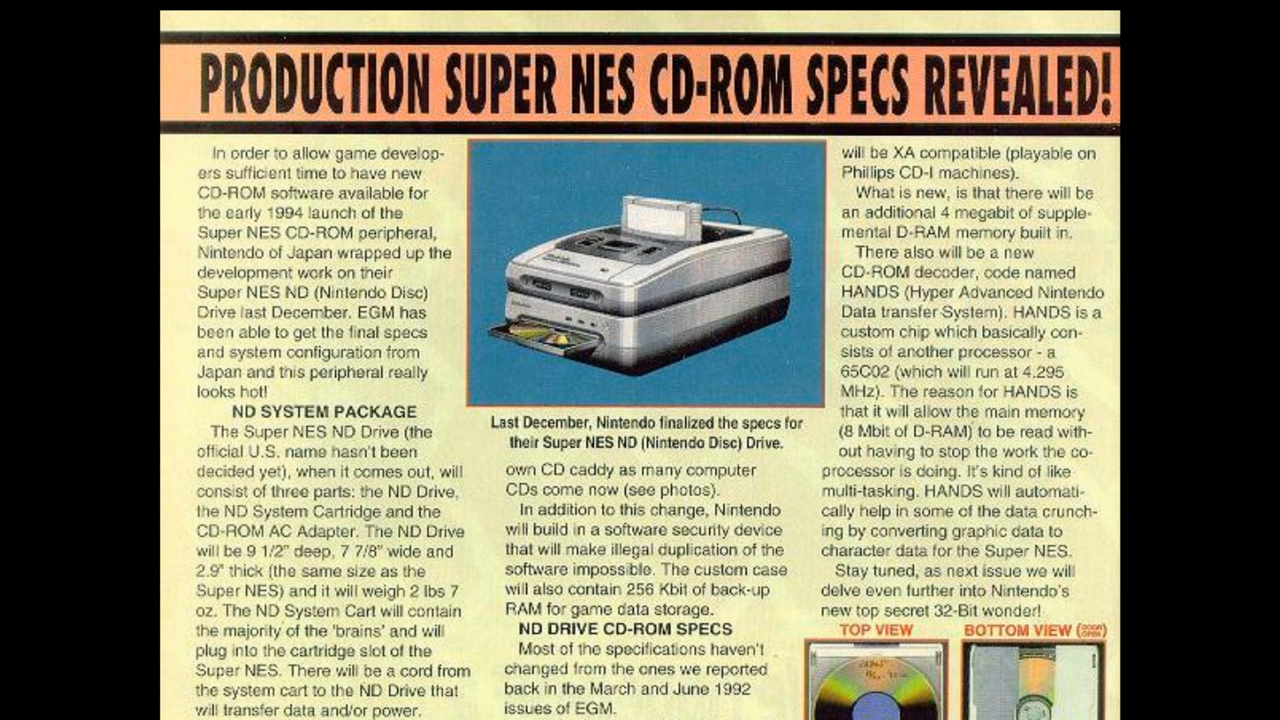 PRODUCTION SUPER NES CD-ROM SPECS REVEALED!
In order to allow game develop-
ers sufficient time to have new
CD-ROM software available for
the early 1994 launch of the
Super NES CD-ROM peripheral,
Nintendo of Japan wrapped up the
development work on their
Super NES ND (Nintendo Disc)
Drive last December. EGM has
been able to get the final specs
and system configuration from
Japan and this peripheral really
looks hot!
ND SYSTEM PACKAGE
The Super NES ND Drive (the
official U.S. name hasn't been
decided yet), when it comes out, will
consist of three parts: the ND Drive,
the ND System Cartridge and the
CD-ROM AC Adapter. The ND Drive
will be 9 1/2" deep, 7 7/8" wide and
2.9" thick (the same size as the
Super NES) and it will weigh 2 lbs 7
oz. The ND System Cart will contain
the majority of the 'brains' and will
plug into the cartridge slot of the
Super NES. There will be a cord from
the system cart to the ND Drive that
will transfer data and/or power.
Last December, Nintendo finalized the specs for
their Super NES ND (Nintendo Disc) Drive.
own CD caddy as many computer
CDs come now (see photos).
In addition to this change, Nintendo
will build in a software security device
that will make illegal duplication of the
software impossible. The custom case
will also contain 256 Kbit of back-up
RAM for game data storage.
ND DRIVE CD-ROM SPECS
Most of the specifications haven't
changed from the ones we reported
back in the March and June 1992
issues of EGM.
will be XA compatible (playable on
Phillips CD-I machines).
What is new, is that there will be
an additional 4 megabit of supple-
mental D-RAM memory built in.
There also will be a new
CD-ROM decoder, code named
HANDS (Hyper Advanced Nintendo
Data transfer System). HANDS is a
custom chip which basically con-
sists of another processor - a
65C02 (which will run at 4.295
MHz). The reason for HANDS is
that it will allow the main memory
(8 Mbit of D-RAM) to be read with-
out having to stop the work the co-
processor is doing. It's kind of like
multi-tasking. HANDS will automati-
cally help in some of the data crunch-
ing by converting graphic data to
character data for the Super NES.
Stay tuned, as next issue we will
delve even further into Nintendo's
new top secret 32-Bit wonder!
TOP VIEW
BOTTOM VIEW (DOOR OPEN)